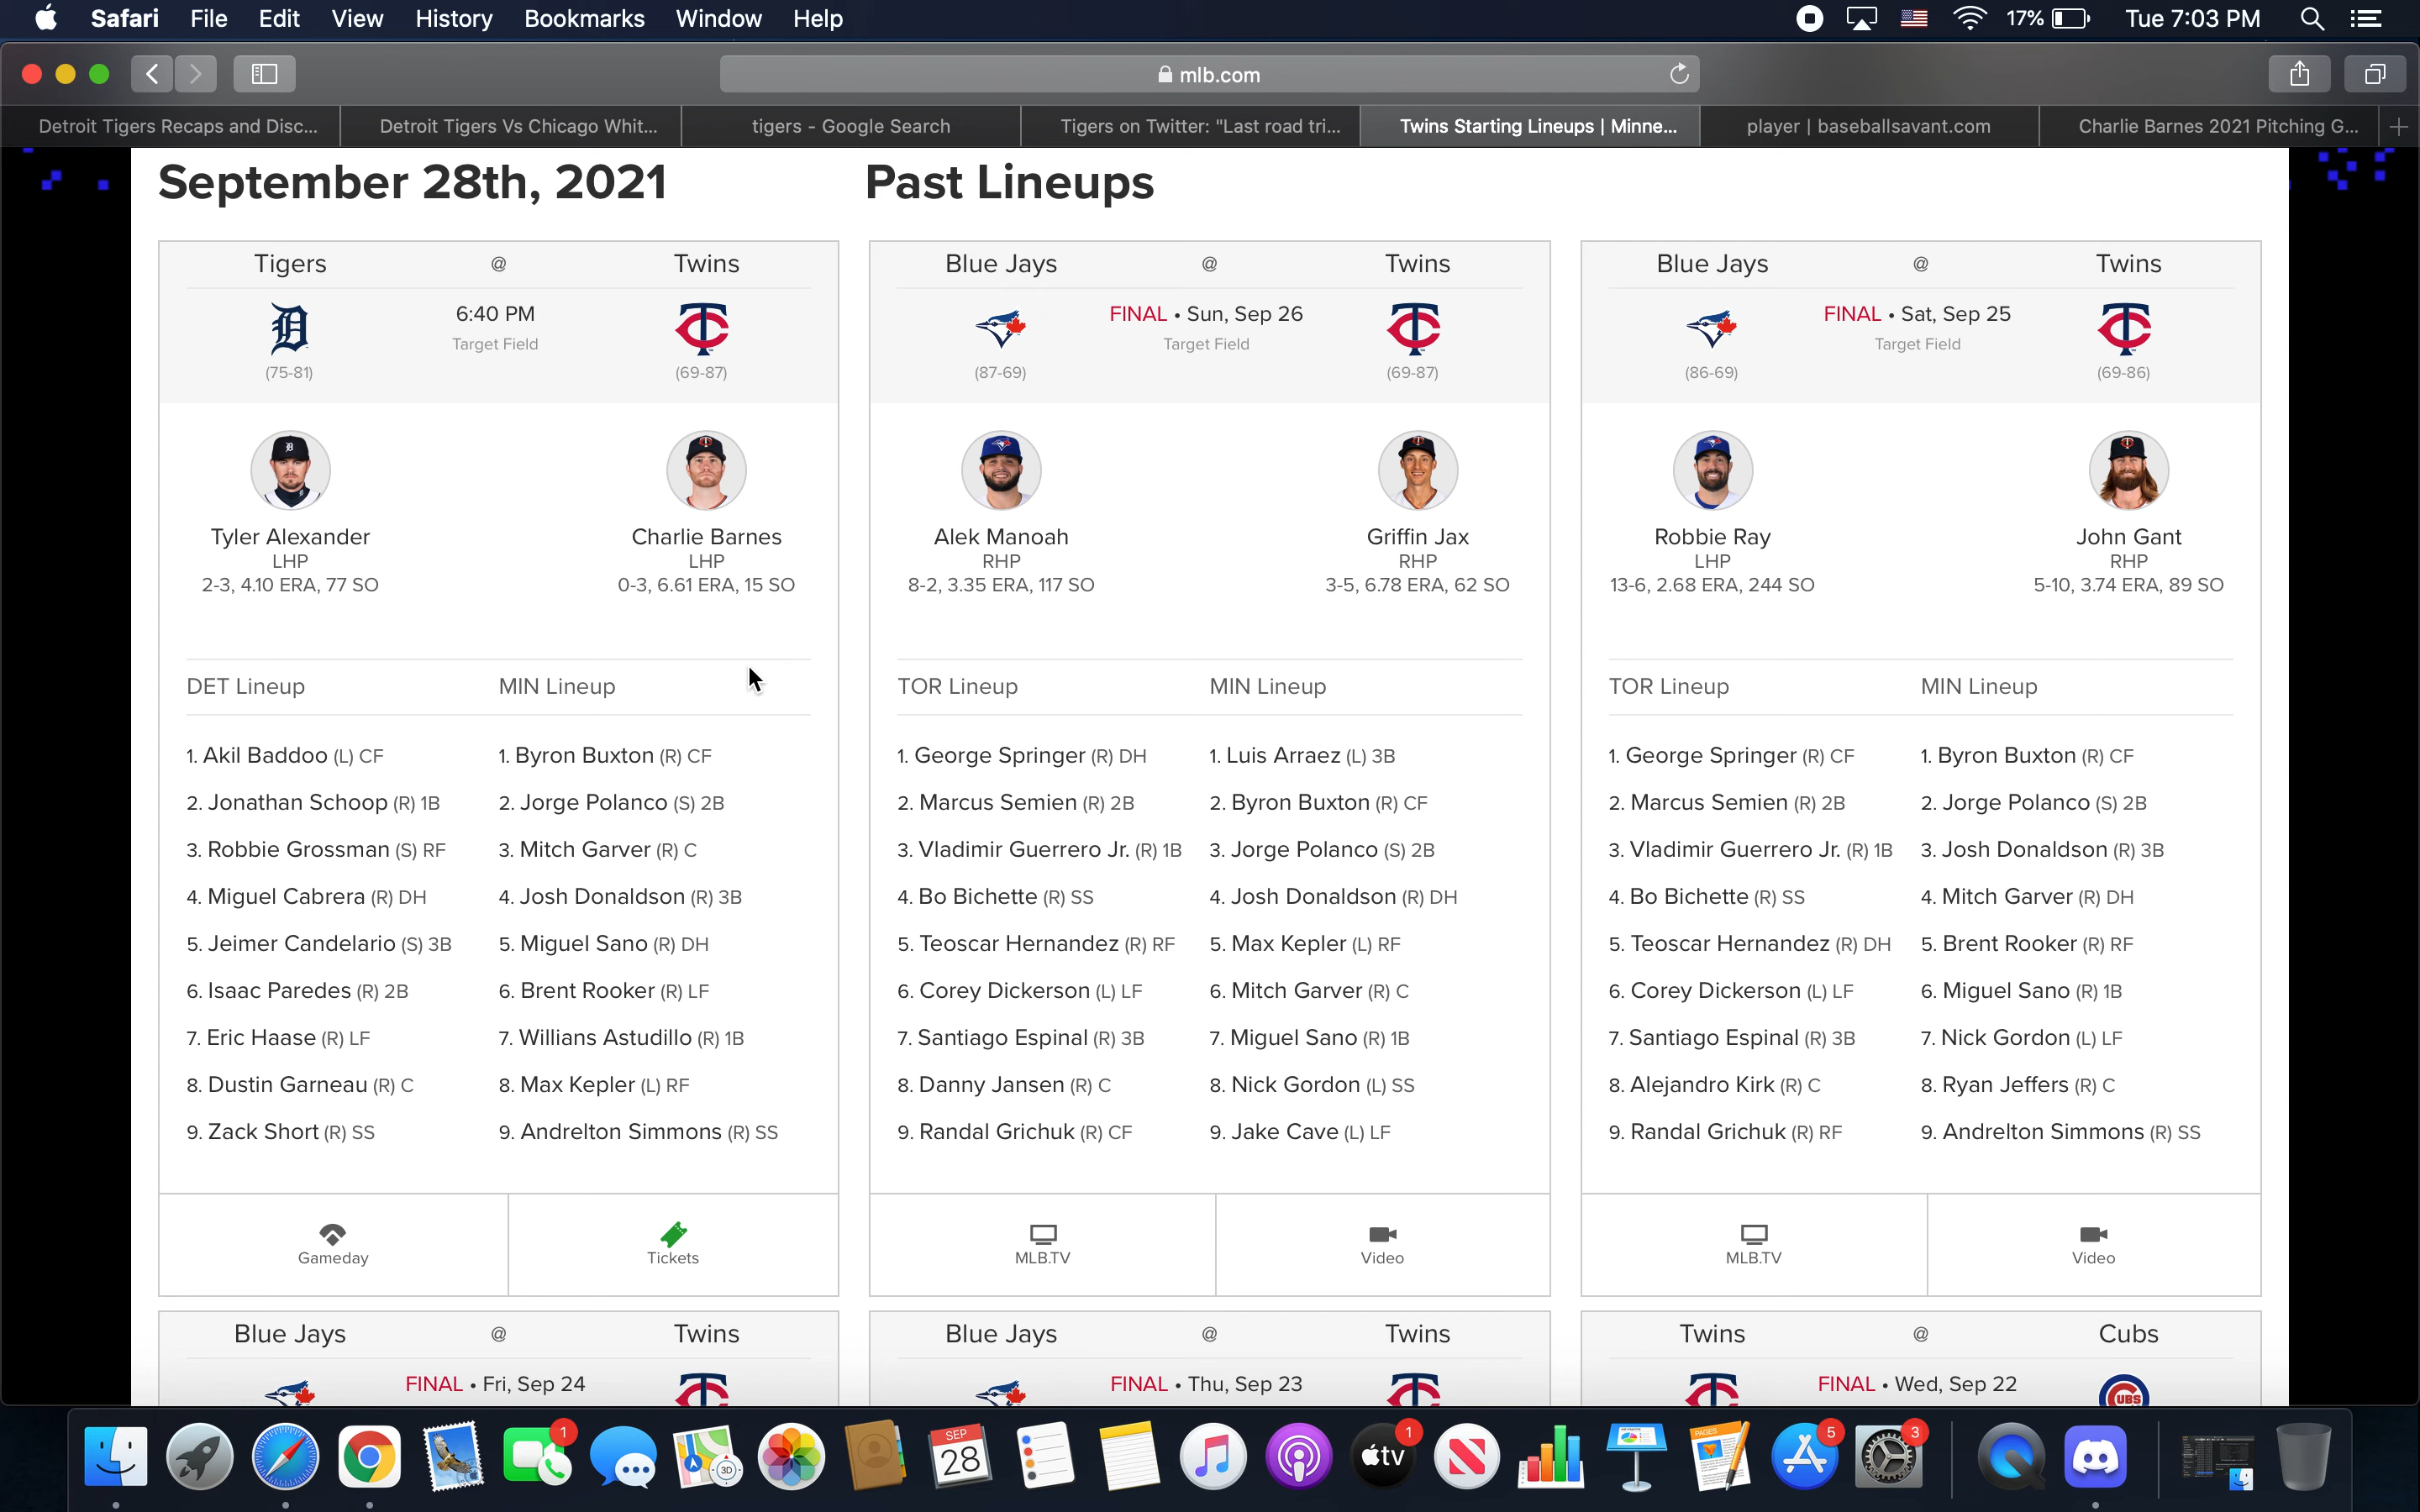 Safari File Edit View History Bookmarks Window Help 17% Tue 7:03 PM
mlb.com
Detroit Tigers Recaps and Disc... Detroit Tigers Vs Chicago Whit... tigers - Google Search Tigers on Twitter: "Last road tri... Twins Starting Lineups | Minne... player | baseballsavant.com Charlie Barnes 2021 Pitching G...
September 28th, 2021
Past Lineups
Tigers @ Twins
6:40 PM
Target Field
(75-81) (69-87)
Tyler Alexander
LHP
2-3, 4.10 ERA, 77 SO
Charlie Barnes
LHP
0-3, 6.61 ERA, 15 SO
DET Lineup
1. Akil Baddoo (L) CF
2. Jonathan Schoop (R) 1B
3. Robbie Grossman (S) RF
4. Miguel Cabrera (R) DH
5. Jeimer Candelario (S) 3B
6. Isaac Paredes (R) 2B
7. Eric Haase (R) LF
8. Dustin Garneau (R) C
9. Zack Short (R) SS
MIN Lineup
1. Byron Buxton (R) CF
2. Jorge Polanco (S) 2B
3. Mitch Garver (R) C
4. Josh Donaldson (R) 3B
5. Miguel Sano (R) DH
6. Brent Rooker (R) LF
7. Willians Astudillo (R) 1B
8. Max Kepler (L) RF
9. Andrelton Simmons (R) SS
Gameday Tickets
Blue Jays @ Twins
FINAL • Sun, Sep 26
Target Field
(87-69) (69-87)
Alek Manoah
RHP
8-2, 3.35 ERA, 117 SO
Griffin Jax
RHP
3-5, 6.78 ERA, 62 SO
TOR Lineup
1. George Springer (R) DH
2. Marcus Semien (R) 2B
3. Vladimir Guerrero Jr. (R) 1B
4. Bo Bichette (R) SS
5. Teoscar Hernandez (R) RF
6. Corey Dickerson (L) LF
7. Santiago Espinal (R) 3B
8. Danny Jansen (R) C
9. Randal Grichuk (R) CF
MIN Lineup
1. Luis Arraez (L) 3B
2. Byron Buxton (R) CF
3. Jorge Polanco (S) 2B
4. Josh Donaldson (R) DH
5. Max Kepler (L) RF
6. Mitch Garver (R) C
7. Miguel Sano (R) 1B
8. Nick Gordon (L) SS
9. Jake Cave (L) LF
MLB.TV Video
Blue Jays @ Twins
FINAL • Sat, Sep 25
Target Field
(86-69) (69-86)
Robbie Ray
LHP
13-6, 2.68 ERA, 244 SO
John Gant
RHP
5-10, 3.74 ERA, 89 SO
TOR Lineup
1. George Springer (R) CF
2. Marcus Semien (R) 2B
3. Vladimir Guerrero Jr. (R) 1B
4. Bo Bichette (R) SS
5. Teoscar Hernandez (R) DH
6. Corey Dickerson (L) LF
7. Santiago Espinal (R) 3B
8. Alejandro Kirk (R) C
9. Randal Grichuk (R) RF
MIN Lineup
1. Byron Buxton (R) CF
2. Jorge Polanco (S) 2B
3. Josh Donaldson (R) 3B
4. Mitch Garver (R) DH
5. Brent Rooker (R) RF
6. Miguel Sano (R) 1B
7. Nick Gordon (L) LF
8. Ryan Jeffers (R) C
9. Andrelton Simmons (R) SS
MLB.TV Video
Blue Jays @ Twins
FINAL • Fri, Sep 24
Blue Jays @ Twins
FINAL • Thu, Sep 23
Twins @ Cubs
FINAL • Wed, Sep 22
UBS
1 3D SEP 28 tv 1 PAGES 5 3